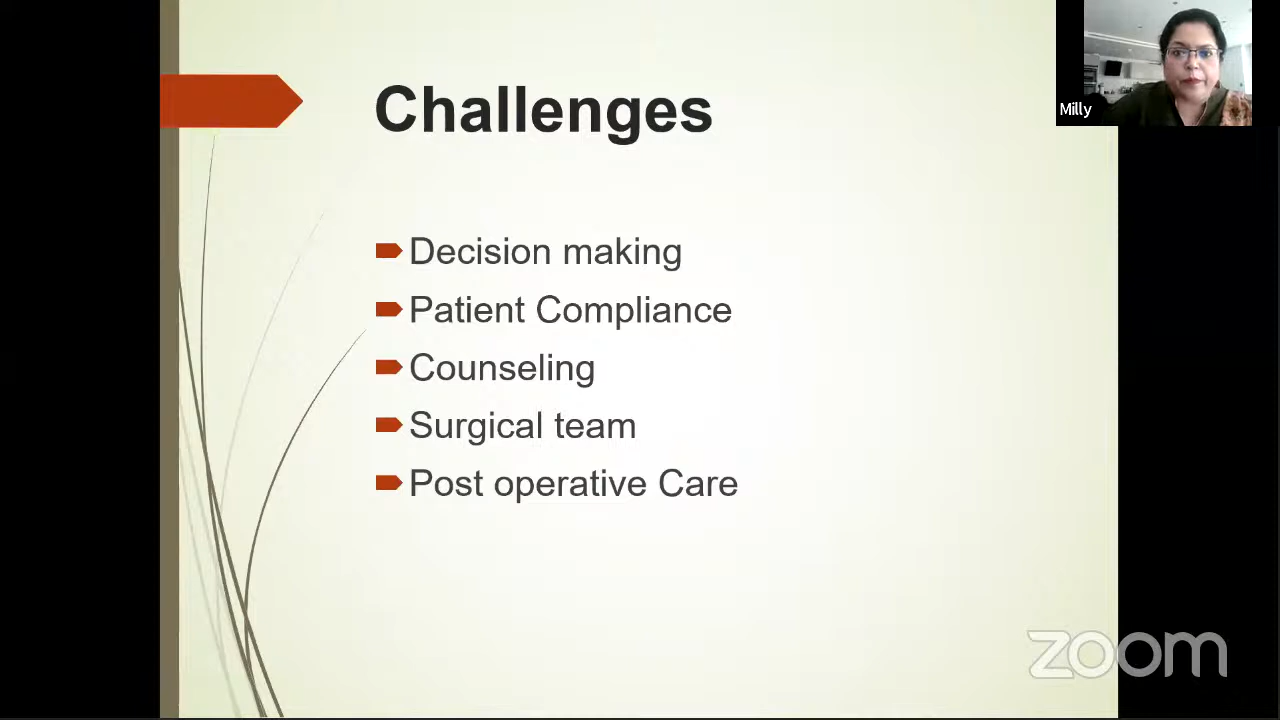 Challenges
Milly
Decision making
Patient Compliance
Counseling
Surgical team
Post operative Care
zoom